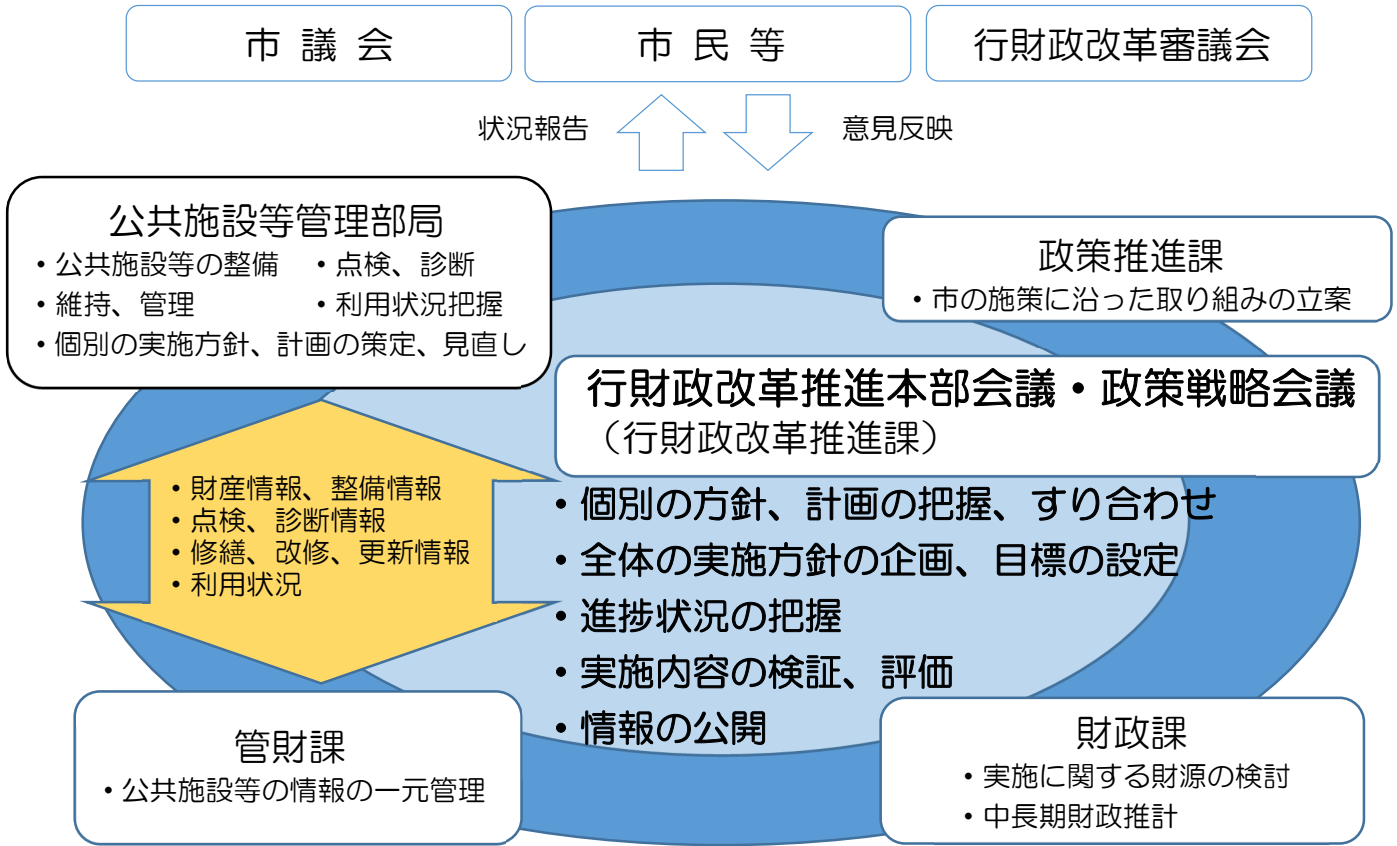 市 議 会
市 民 等
行財政改革審議会
状況報告
意見反映
公共施設等管理部局
・公共施設等の整備 ・点検、診断
・維持、管理 ・利用状況把握
・個別の実施方針、計画の策定、見直し
政策推進課
・市の施策に沿った取り組みの立案
行財政改革推進本部会議・政策戦略会議
（行財政改革推進課）
・個別の方針、計画の把握、すり合わせ
・全体の実施方針の企画、目標の設定
・進捗状況の把握
・実施内容の検証、評価
・情報の公開
・財産情報、整備情報
・点検、診断情報
・修繕、改修、更新情報
・利用状況
管財課
・公共施設等の情報の一元管理
財政課
・実施に関する財源の検討
・中長期財政推計